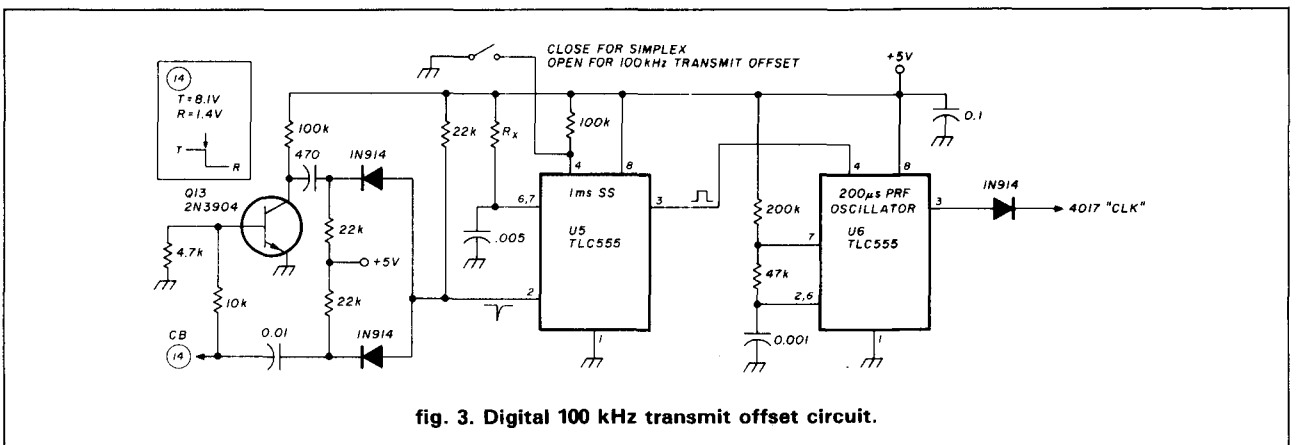 CLOSE FOR SIMPLEX
OPEN FOR 100kHz TRANSMIT OFFSET
+5V
14
T=8.1V
R=1.4V
T
R
100k
470
1N914
22k
Rx
100k
0.1
4
8
4
8
Q13
2N3904
1ms SS
3
200µs PRF
OSCILLATOR
3
1N914
4017 "CLK"
6,7
200k
22k
.005
U5
TLC555
U6
TLC555
7
4.7k
+5V
47k
10k
22k
2
2,6
CB
14
0.01
1N914
1
0.001
1
fig. 3. Digital 100 kHz transmit offset circuit.